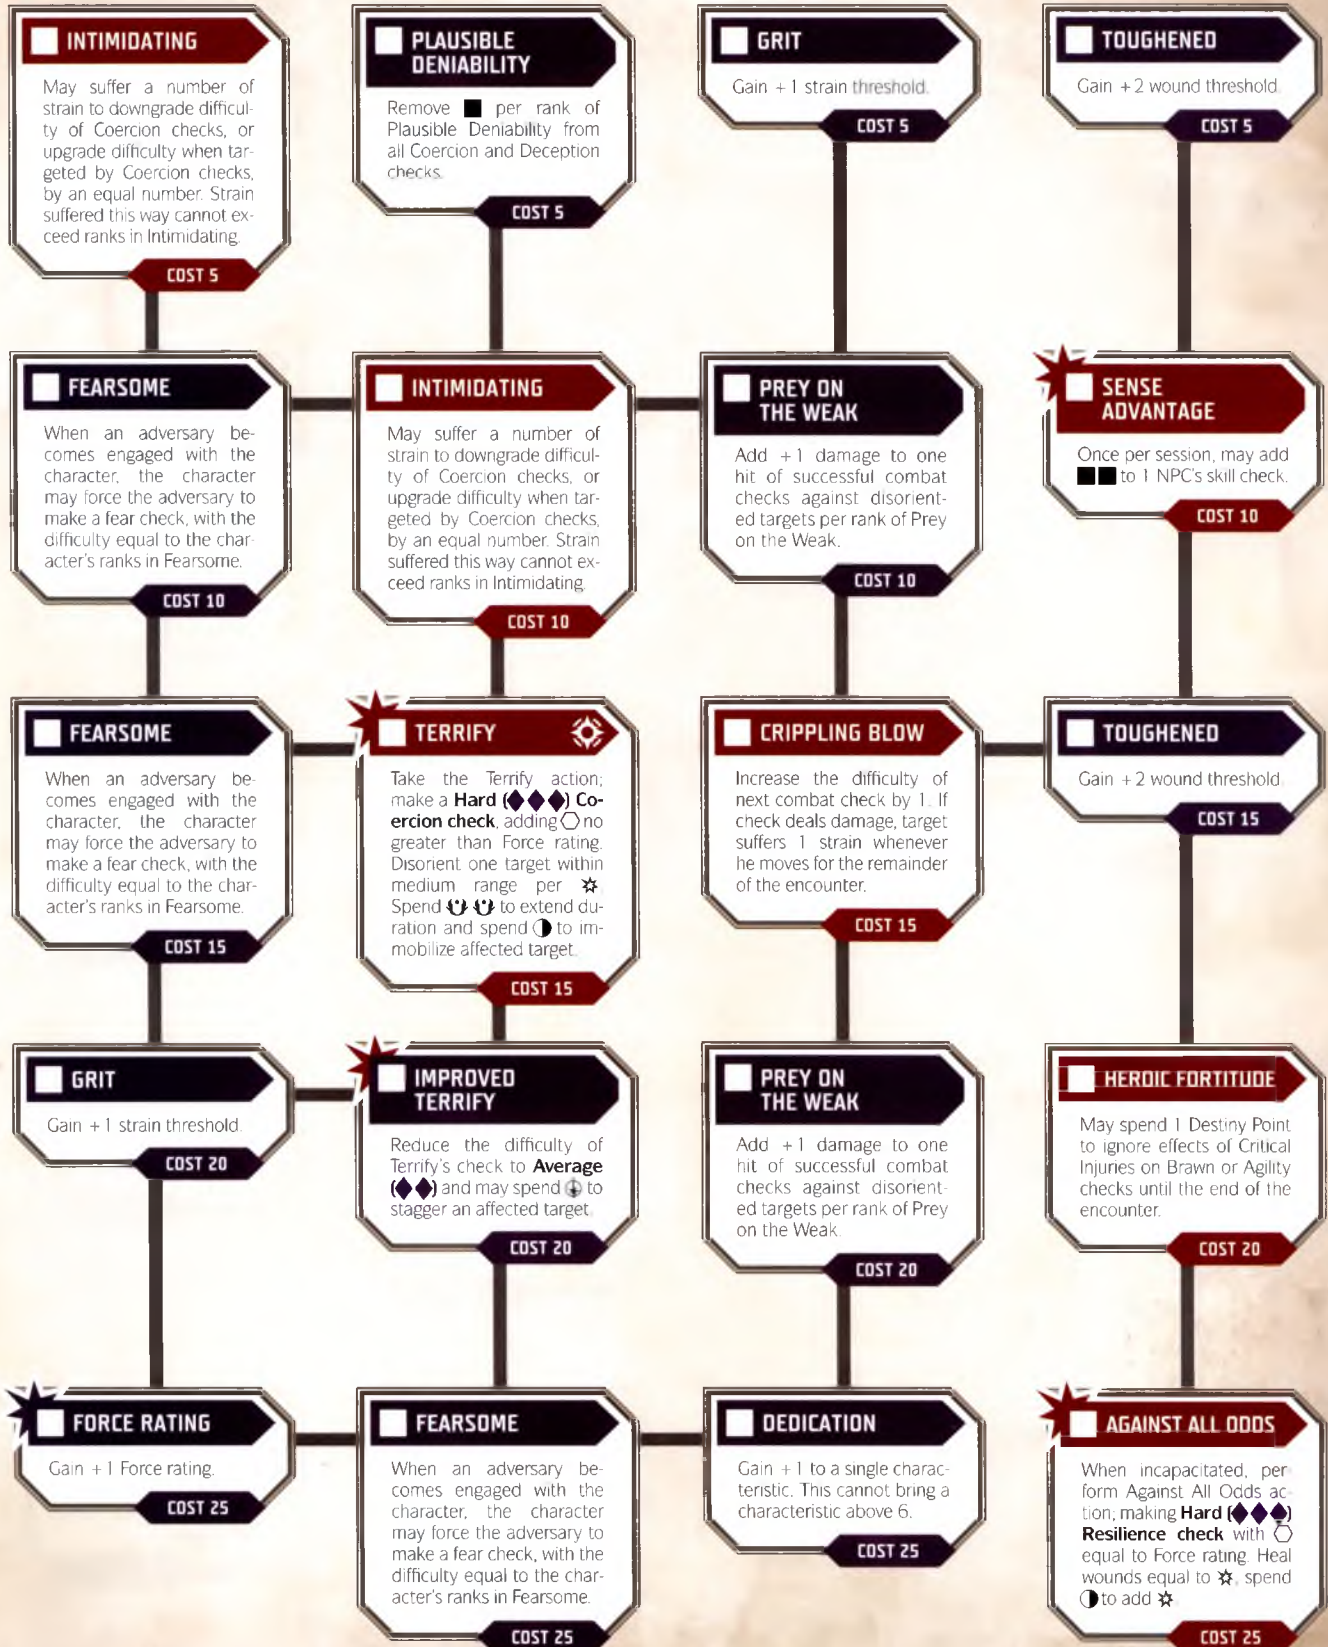 INTIMIDATING
May suffer a number of
strain to downgrade difficul-
ty of Coercion checks, or
upgrade difficulty when tar-
geted by Coercion checks,
by an equal number. Strain
suffered this way cannot ex-
ceed ranks in Intimidating.
COST 5
PLAUSIBLE
DENIABILITY
Remove ■ per rank of
Plausible Deniability from
all Coercion and Deception
checks.
COST 5
GRIT
Gain +1 strain threshold.
COST 5
TOUGHENED
Gain +2 wound threshold.
COST 5
FEARSOME
When an adversary be-
comes engaged with the
character, the character
may force the adversary to
make a fear check, with the
difficulty equal to the char-
acter's ranks in Fearsome.
COST 10
INTIMIDATING
May suffer a number of
strain to downgrade difficul-
ty of Coercion checks, or
upgrade difficulty when tar-
geted by Coercion checks,
by an equal number. Strain
suffered this way cannot ex-
ceed ranks in Intimidating.
COST 10
PREY ON
THE WEAK
Add +1 damage to one
hit of successful combat
checks against disorient-
ed targets per rank of Prey
on the Weak.
COST 10
SENSE
ADVANTAGE
Once per session, may add
■■ to 1 NPC's skill check.
COST 10
FEARSOME
When an adversary be-
comes engaged with the
character, the character
may force the adversary to
make a fear check, with the
difficulty equal to the char-
acter's ranks in Fearsome.
COST 15
TERRIFY
Take the Terrify action;
make a Hard (◆◆◆) Co-
ercion check, adding ⬡ no
greater than Force rating.
Disorient one target within
medium range per
Spend to extend du-
ration and spend ◑ to im-
mobilize affected target.
COST 15
CRIPPLING BLOW
Increase the difficulty of
next combat check by 1. If
check deals damage, target
suffers 1 strain whenever
he moves for the remainder
of the encounter.
COST 15
TOUGHENED
Gain +2 wound threshold.
COST 15
GRIT
Gain +1 strain threshold.
COST 20
IMPROVED
TERRIFY
Reduce the difficulty of
Terrify's check to Average
(◆◆) and may spend to
stagger an affected target.
COST 20
PREY ON
THE WEAK
Add +1 damage to one
hit of successful combat
checks against disorient-
ed targets per rank of Prey
on the Weak.
COST 20
HEROIC FORTITUDE
May spend 1 Destiny Point
to ignore effects of Critical
Injuries on Brawn or Agility
checks until the end of the
encounter.
COST 20
FORCE RATING
Gain +1 Force rating.
COST 25
FEARSOME
When an adversary be-
comes engaged with the
character, the character
may force the adversary to
make a fear check, with the
difficulty equal to the char-
acter's ranks in Fearsome.
COST 25
DEDICATION
Gain +1 to a single charac-
teristic. This cannot bring a
characteristic above 6.
COST 25
AGAINST ALL ODDS
When incapacitated, per
form Against All Odds ac-
tion; making Hard (◆◆◆)
Resilience check with ⬡
equal to Force rating. Heal
wounds equal to , spend
◑ to add
COST 25